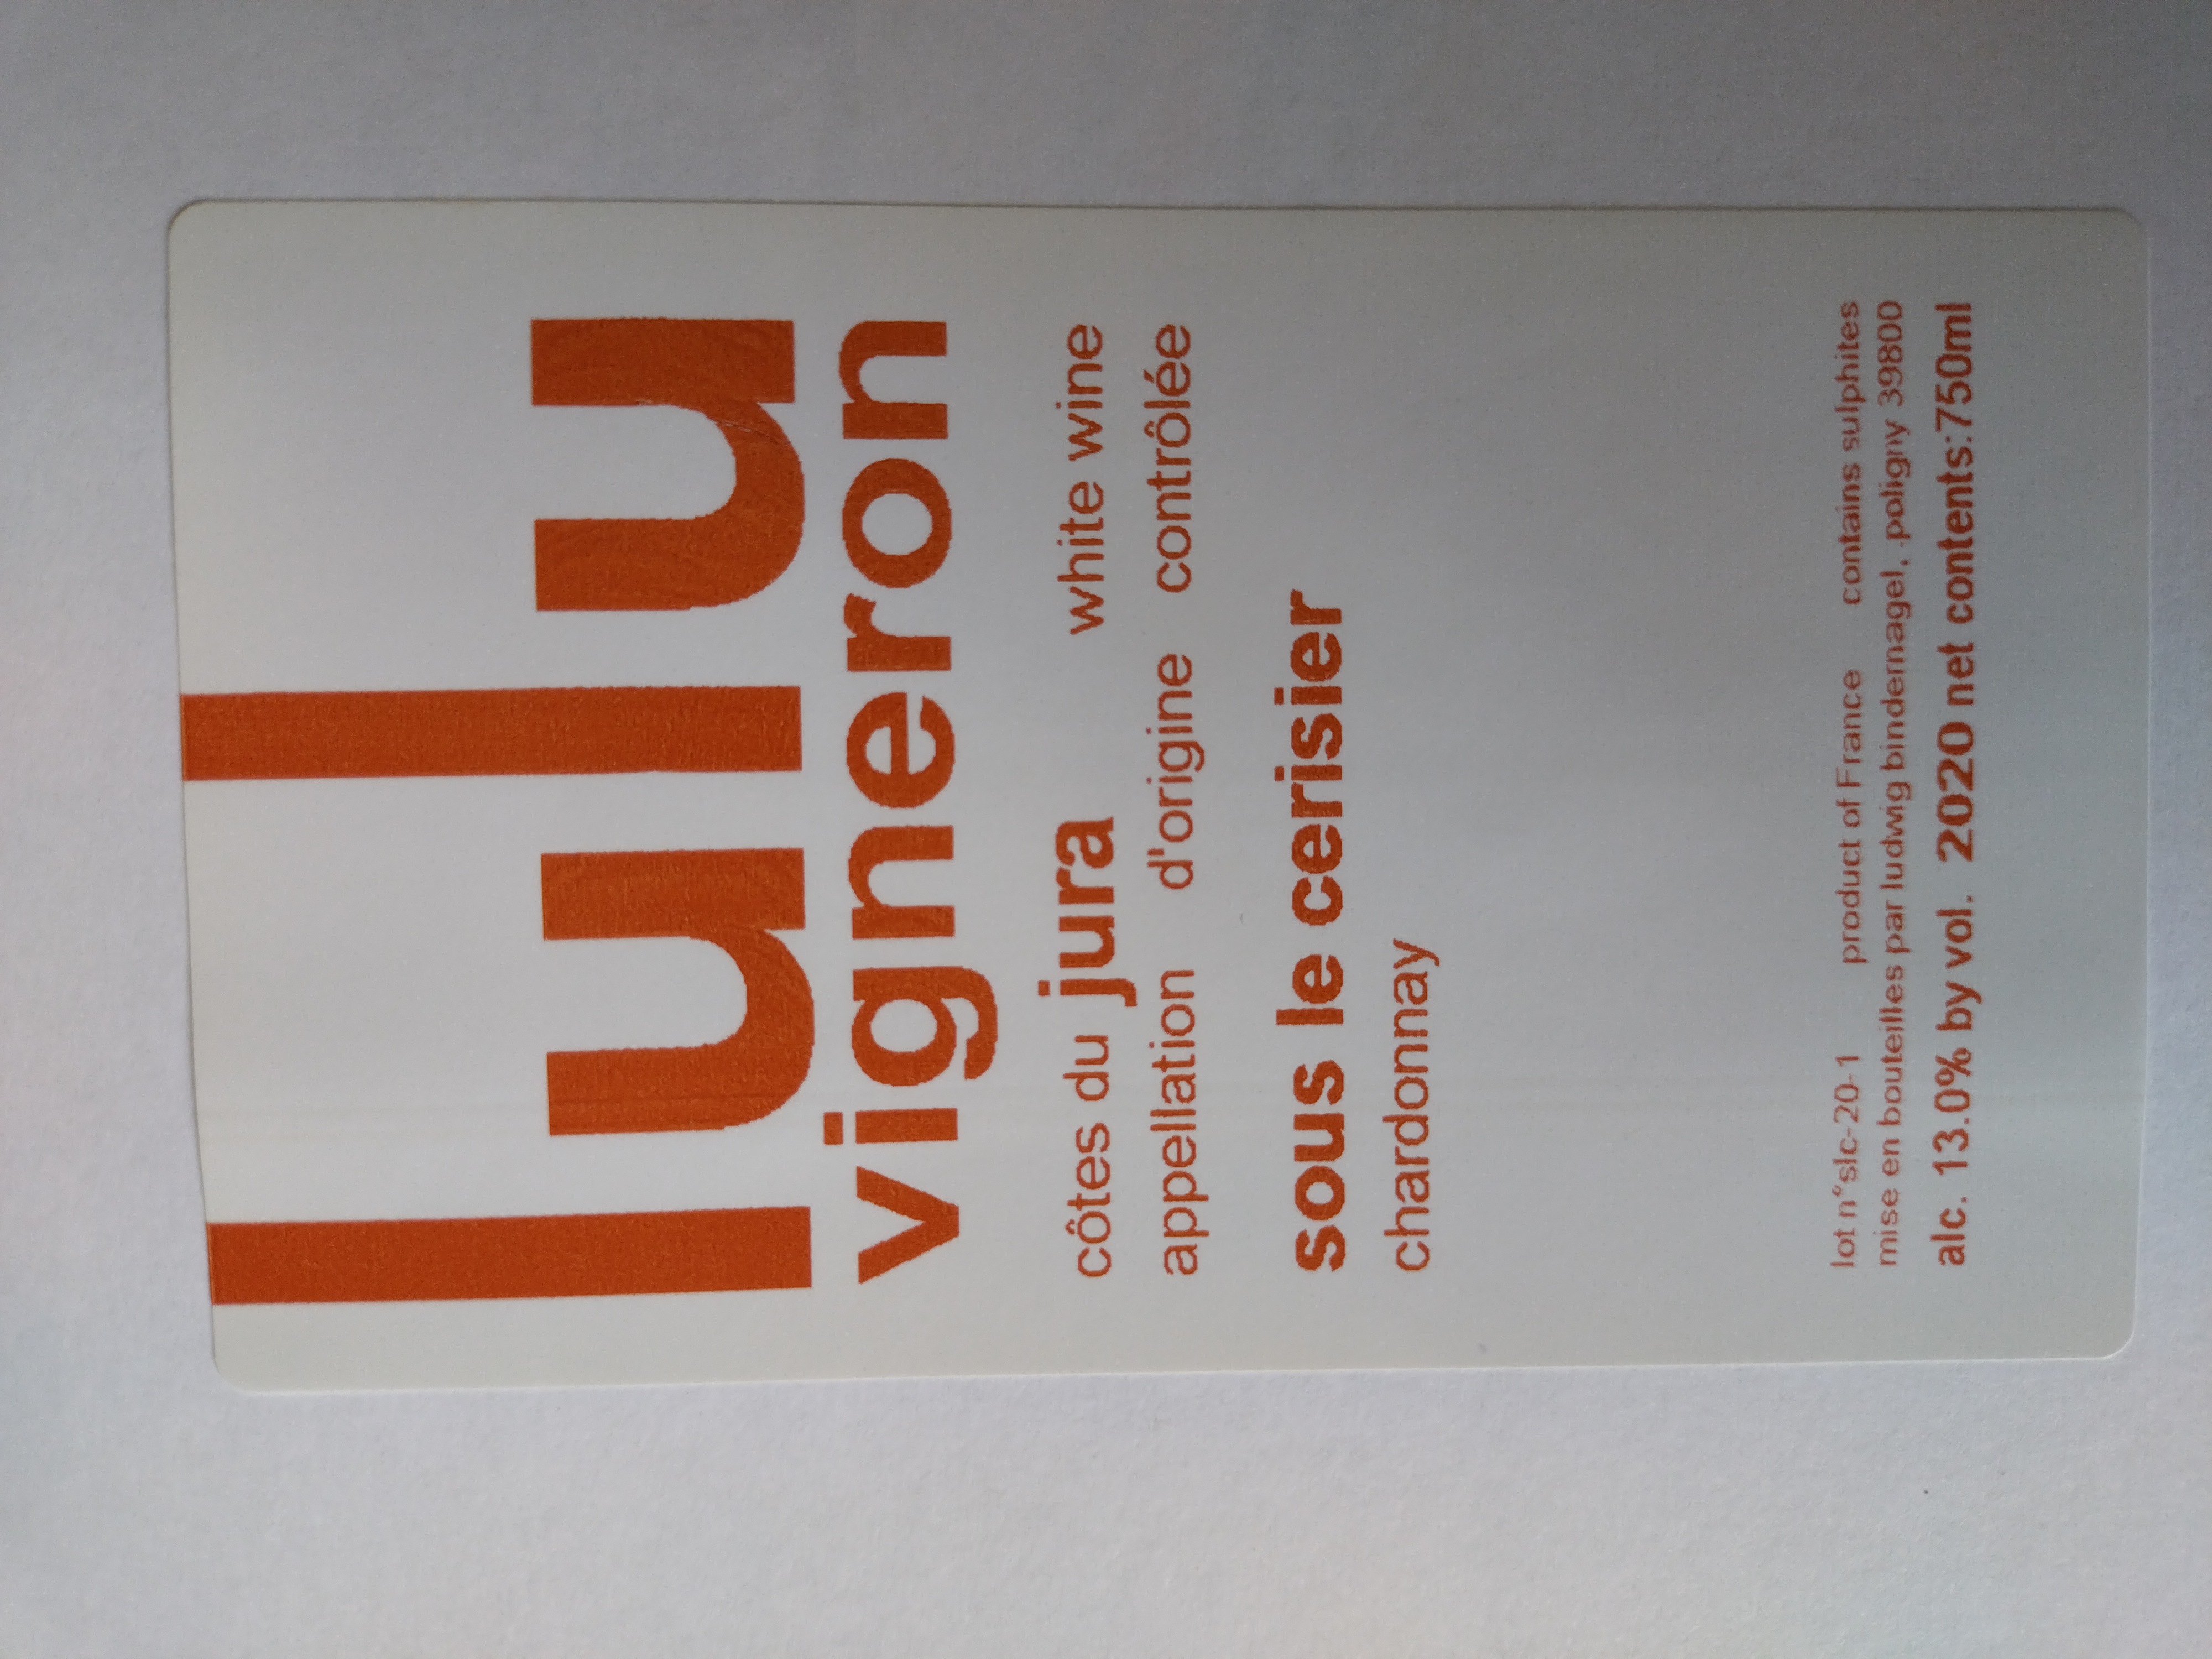 lulu
vigneron
côtes du jura white wine
appellation d'origine contrôlée
sous le cerisier
chardonnay
lot n°slc-20-1 product of France contains sulphites
mise en bouteilles par ludwig bindernagel, poligny 39800
alc. 13.0% by vol. 2020 net contents:750ml